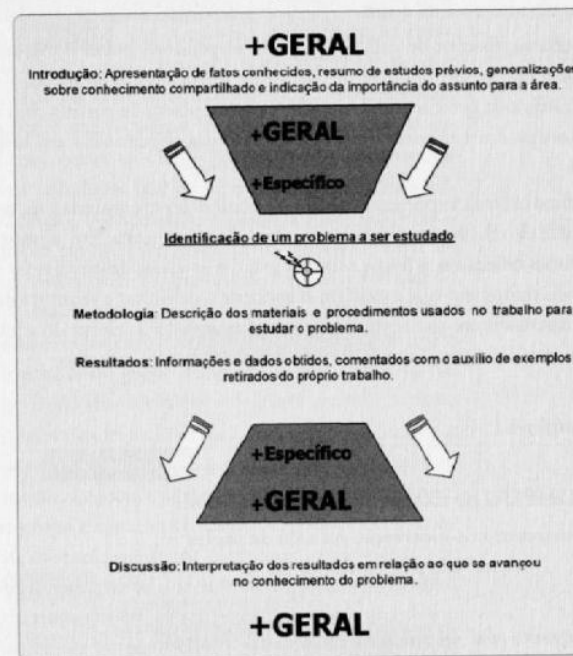 +GERAL
Introdução: Apresentação de fatos conhecidos, resumo de estudos prévios, generalizações
sobre conhecimento compartilhado e indicação da importância do assunto para a área.
+GERAL
+Específico
Identificação de um problema a ser estudado
Metodologia: Descrição dos materiais e procedimentos usados no trabalho para
estudar o problema.
Resultados: Informações e dados obtidos, comentados com o auxílio de exemplos
retirados do próprio trabalho.
+Específico
+GERAL
Discussão: Interpretação dos resultados em relação ao que se avançou
no conhecimento do problema.
+GERAL